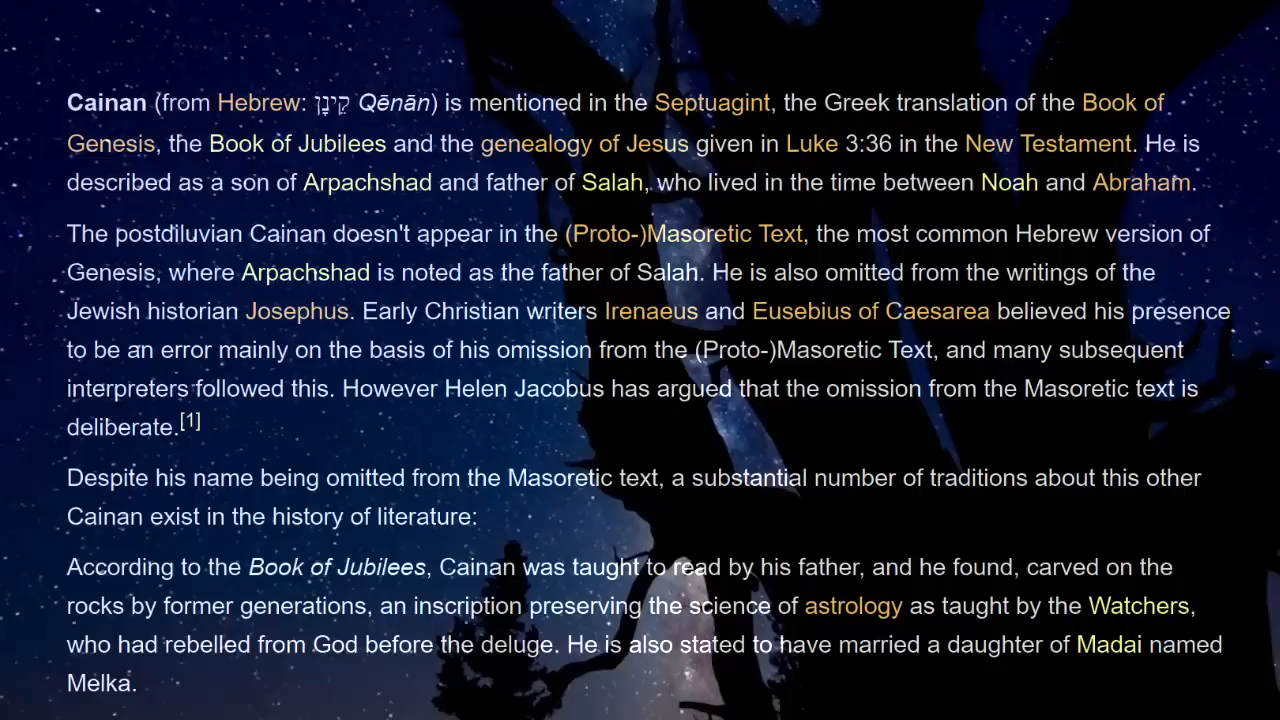 Cainan (from Hebrew: קֵינָן Qēnān) is mentioned in the Septuagint, the Greek translation of the Book of
Genesis, the Book of Jubilees and the genealogy of Jesus given in Luke 3:36 in the New Testament. He is
described as a son of Arpachshad and father of Salah, who lived in the time between Noah and Abraham.
The postdiluvian Cainan doesn't appear in the (Proto-)Masoretic Text, the most common Hebrew version of
Genesis, where Arpachshad is noted as the father of Salah. He is also omitted from the writings of the
Jewish historian Josephus. Early Christian writers Irenaeus and Eusebius of Caesarea believed his presence
to be an error mainly on the basis of his omission from the (Proto-)Masoretic Text, and many subsequent
interpreters followed this. However Helen Jacobus has argued that the omission from the Masoretic text is
deliberate.[1]
Despite his name being omitted from the Masoretic text, a substantial number of traditions about this other
Cainan exist in the history of literature:
According to the Book of Jubilees, Cainan was taught to read by his father, and he found, carved on the
rocks by former generations, an inscription preserving the science of astrology as taught by the Watchers,
who had rebelled from God before the deluge. He is also stated to have married a daughter of Madai named
Melka.